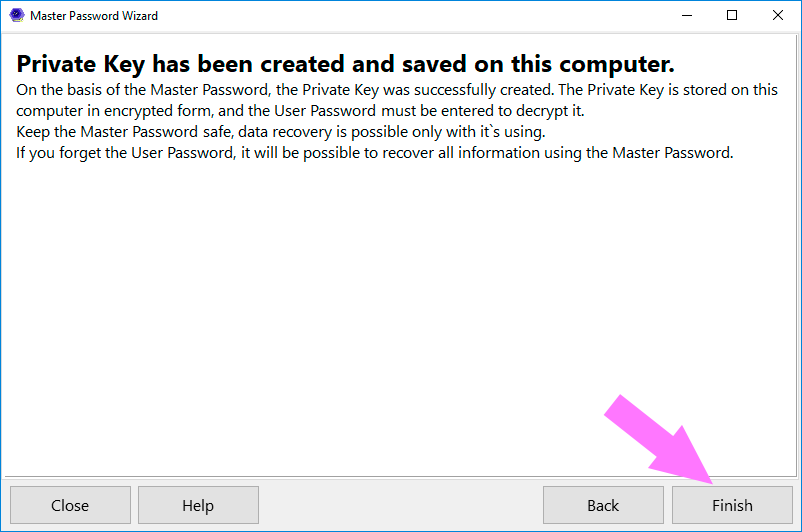 Master Password Wizard
Private Key has been created and saved on this computer.
On the basis of the Master Password, the Private Key was successfully created. The Private Key is stored on this
computer in encrypted form, and the User Password must be entered to decrypt it.
Keep the Master Password safe, data recovery is possible only with it`s using.
If you forget the User Password, it will be possible to recover all information using the Master Password.
Close Help Back Finish